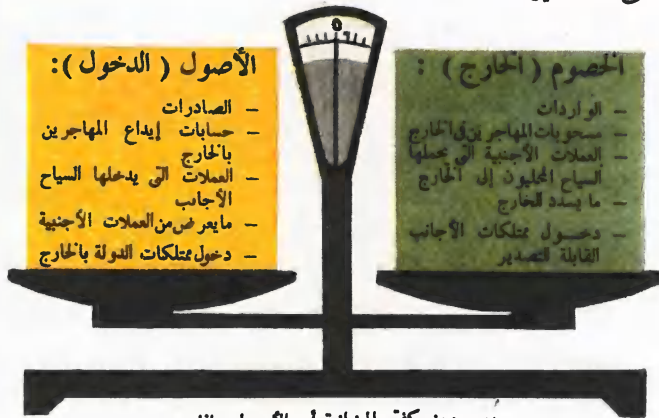 الخصوم ( الخارج ) :
– الواردات
– مسحوبات المهاجرين في الخارج
– العملات الأجنبية التي يحملها
السياح المحليون إلى الخارج
– ما يسدد للخارج
– دخول ممتلكات الأجانب
القابلة للتصدير
الأصول ( الدخول ) :
– الصادرات
– حسابات إيداع المهاجرين
بالخارج
– العملات التي يدخلها السياح
الأجانب
– ما يعرض من العملات الأجنبية
– دخول ممتلكات الدولة بالخارج